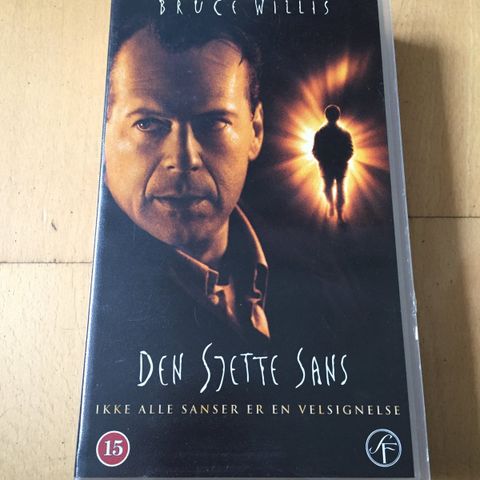 BRUCE WILLIS
DEN SJETTE SANS
IKKE ALLE SANSER ER EN VELSIGNELSE
15
SF